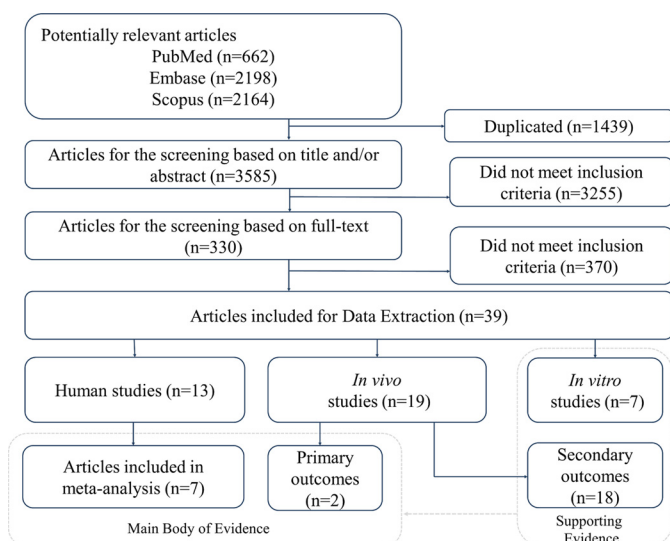 Potentially relevant articles
PubMed (n=662)
Embase (n=2198)
Scopus (n=2164)
Duplicated (n=1439)
Articles for the screening based on title and/or
abstract (n=3585)
Did not meet inclusion
criteria (n=3255)
Articles for the screening based on full-text
(n=330)
Did not meet inclusion
criteria (n=370)
Articles included for Data Extraction (n=39)
Human studies (n=13)
In vivo
studies (n=19)
In vitro
studies (n=7)
Articles included in
meta-analysis (n=7)
Primary
outcomes
(n=2)
Secondary
outcomes
(n=18)
Main Body of Evidence
Supporting
Evidence